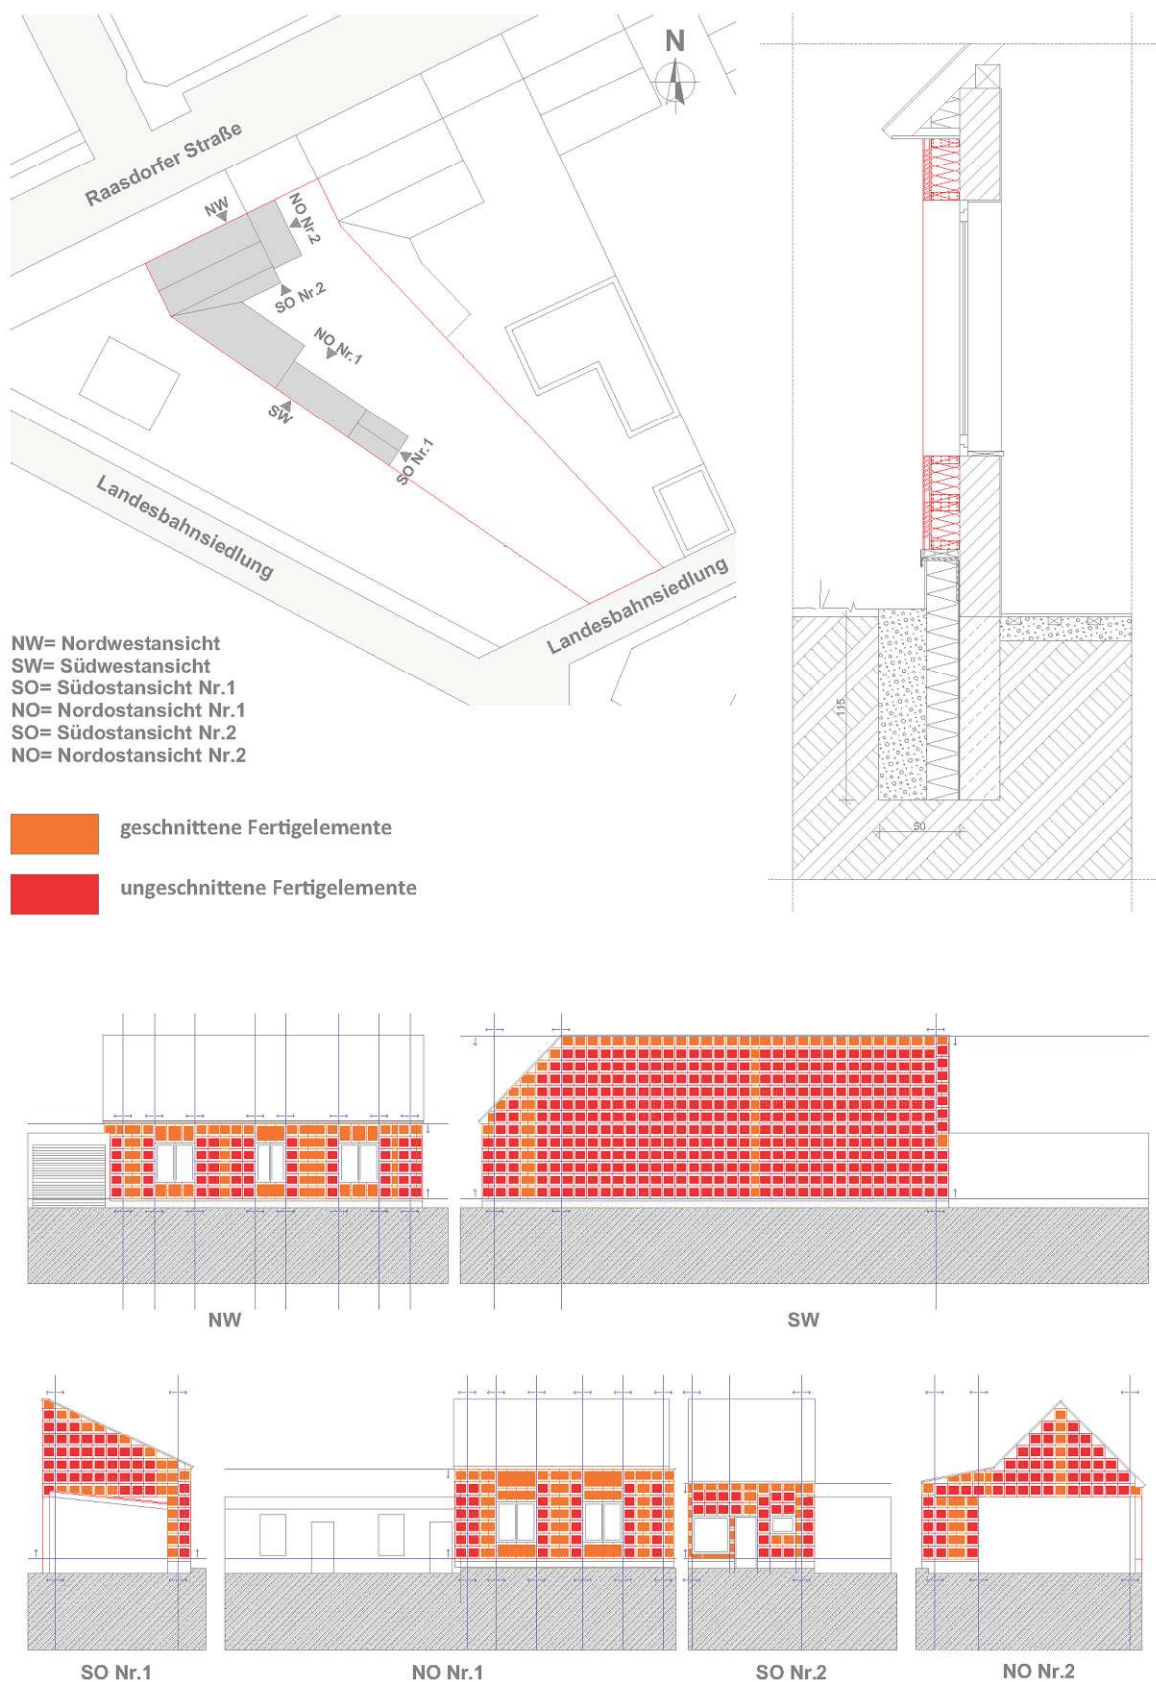 N
Raasdorfer Straße
NW
NO Nr.2
SO Nr.2
NO Nr.1
SW
SO Nr.1
Landesbahnsiedlung
Landesbahnsiedlung
NW= Nordwestansicht
SW= Südwestansicht
SO= Südostansicht Nr.1
NO= Nordostansicht Nr.1
SO= Südostansicht Nr.2
NO= Nordostansicht Nr.2
115
50
geschnittene Fertigelemente
ungeschnittene Fertigelemente
NW
SW
SO Nr.1
NO Nr.1
SO Nr.2
NO Nr.2